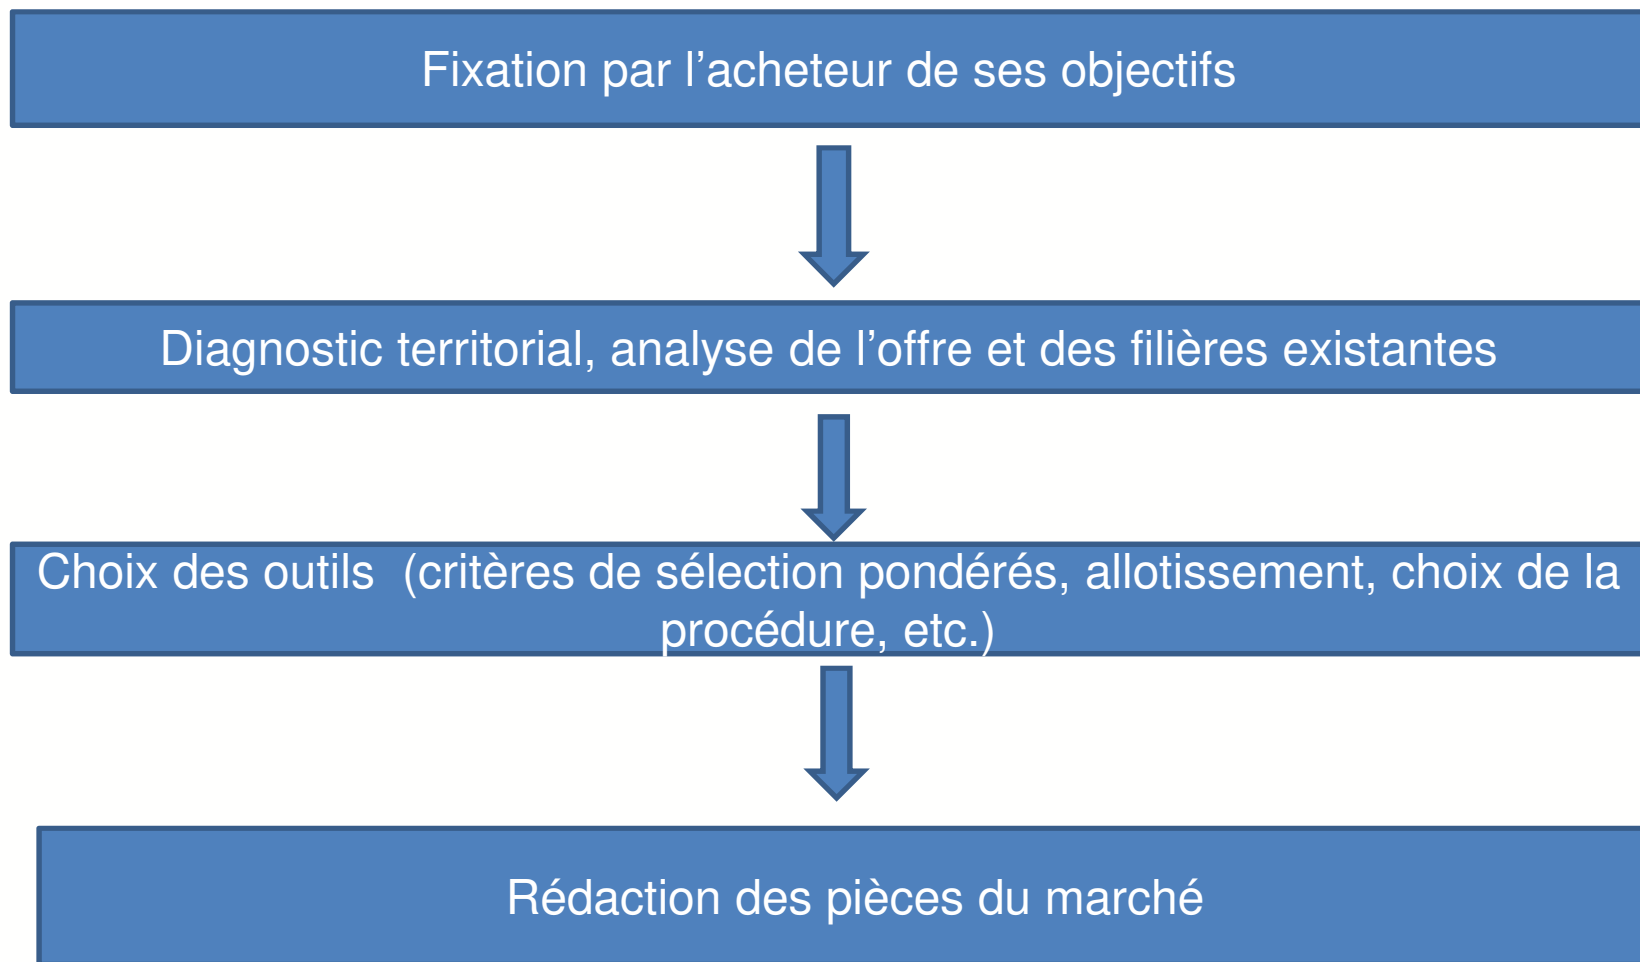 Fixation par l’acheteur de ses objectifs
Diagnostic territorial, analyse de l’offre et des filières existantes
Choix des outils  (critères de sélection pondérés, allotissement, choix de la
procédure, etc.)
Rédaction des pièces du marché